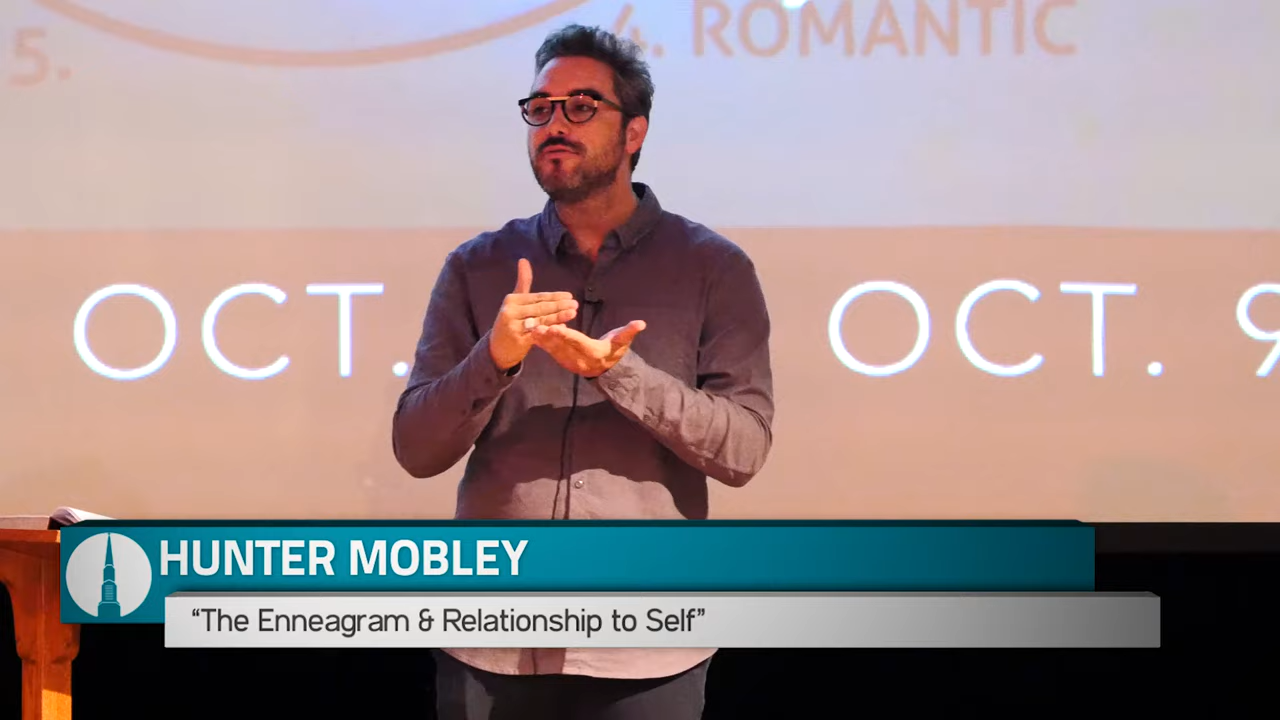 5.
4. ROMANTIC
OCT. OCT. 9
HUNTER MOBLEY
“The Enneagram & Relationship to Self”